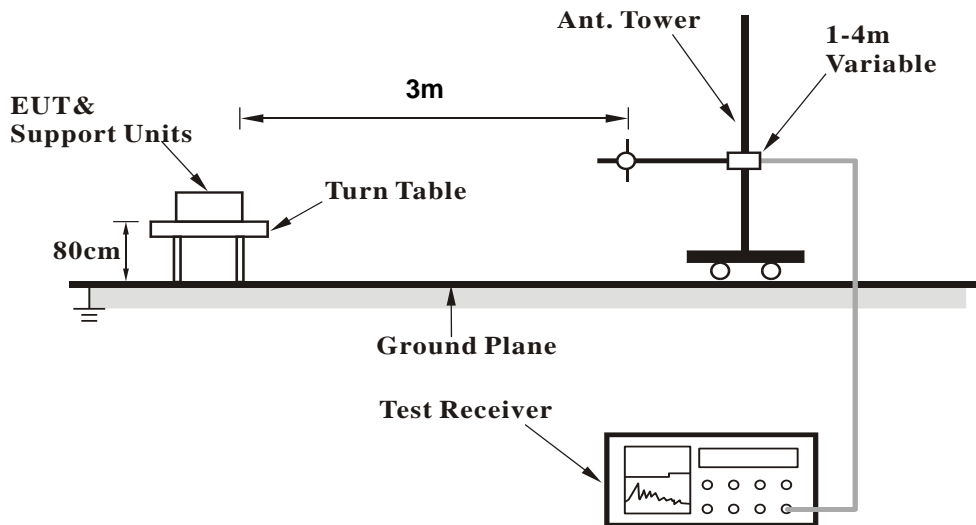 Ant. Tower
1-4m
Variable
3m
EUT&
Support Units
Turn Table
80cm
Ground Plane
Test Receiver